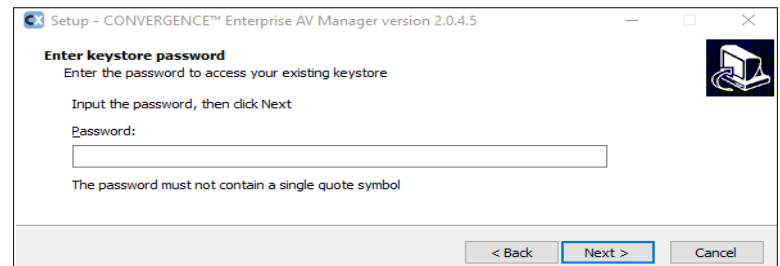 CX Setup - CONVERGENCE™ Enterprise AV Manager version 2.0.4.5
Enter keystore password
Enter the password to access your existing keystore
Input the password, then click Next
Password:
The password must not contain a single quote symbol
< Back Next > Cancel